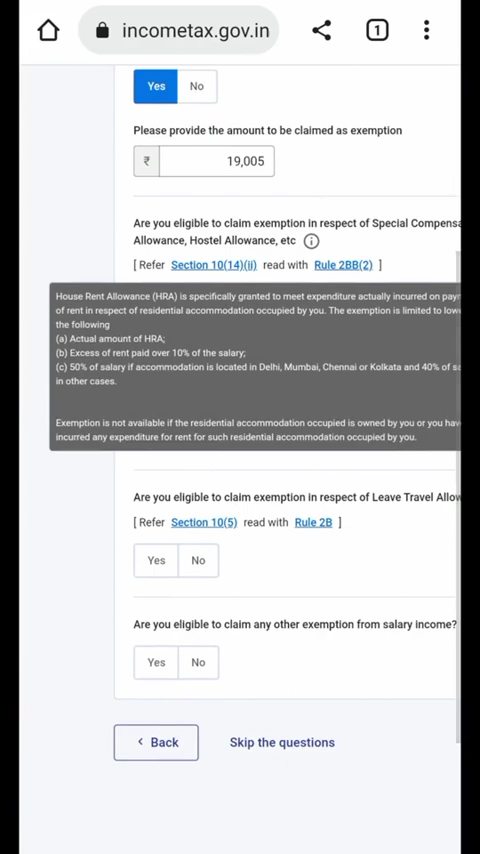 incometax.gov.in
1
Yes No
Please provide the amount to be claimed as exemption
₹ 19,005
Are you eligible to claim exemption in respect of Special Compensa
Allowance, Hostel Allowance, etc
[ Refer Section 10(14)(ii) read with Rule 2BB(2) ]
House Rent Allowance (HRA) is specifically granted to meet expenditure actually incurred on payr
of rent in respect of residential accommodation occupied by you. The exemption is limited to low
the following
(a) Actual amount of HRA;
(b) Excess of rent paid over 10% of the salary;
(c) 50% of salary if accommodation is located in Delhi, Mumbai, Chennai or Kolkata and 40% of sa
in other cases.
Exemption is not available if the residential accommodation occupied is owned by you or you hav
incurred any expenditure for rent for such residential accommodation occupied by you.
Are you eligible to claim exemption in respect of Leave Travel Allow
[ Refer Section 10(5) read with Rule 2B ]
Yes No
Are you eligible to claim any other exemption from salary income?
Yes No
< Back Skip the questions